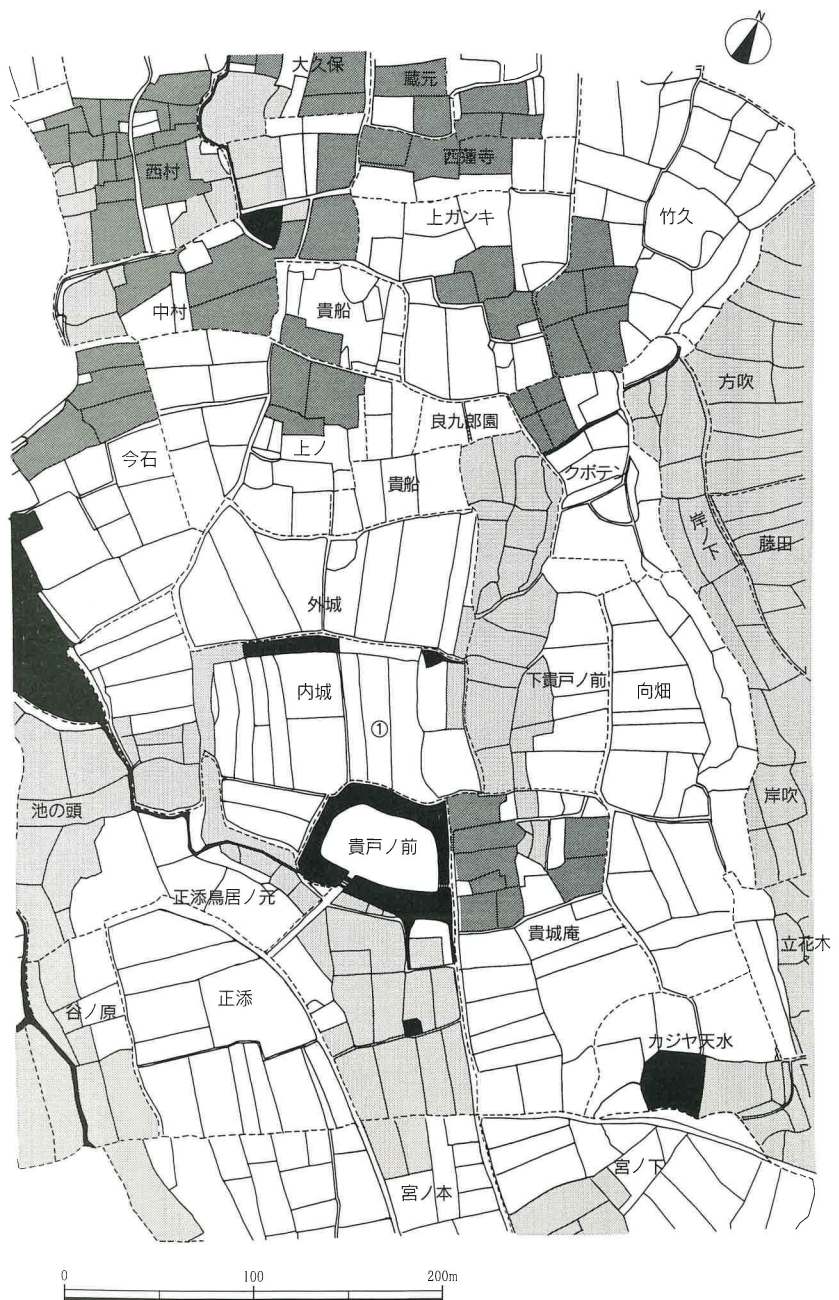 N
大久保
蔵元
西村
西蓮寺
上ガンキ
竹久
中村
貴船
方吹
良九郎園
今石
上ノ
貴船
クボテン
岸ノ下
藤田
外城
内城
①
下貴戸ノ前
向畑
池の頭
岸吹
貴戸ノ前
正添鳥居ノ元
貴城庵
立花木
谷ノ原
正添
カジヤ天水
宮ノ本
宮ノ下
0 100 200m